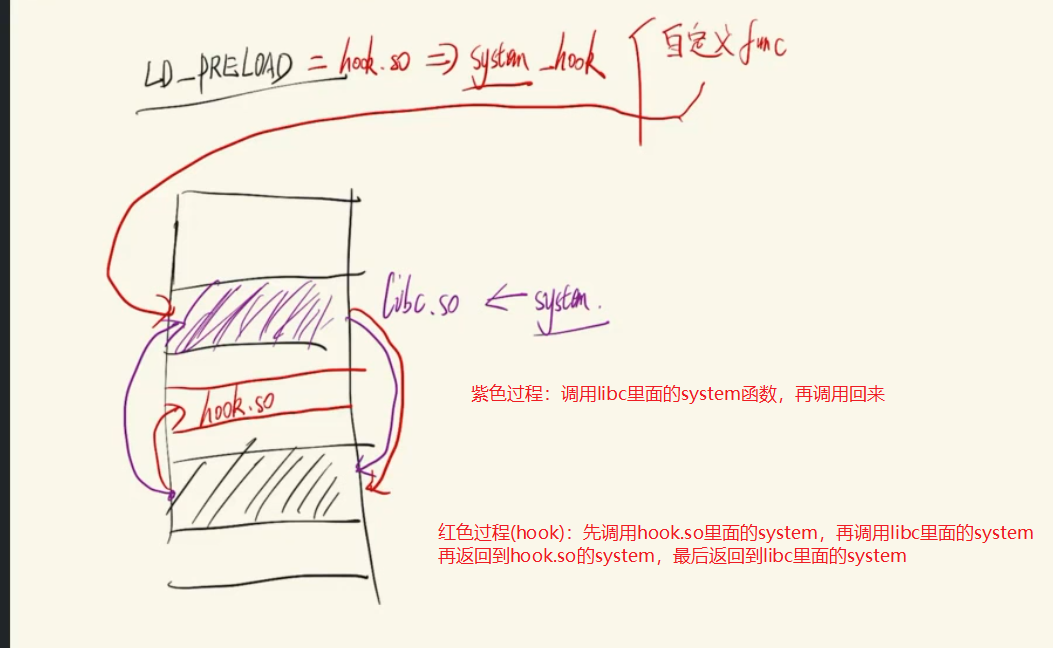 LD_PRELOAD = hook.so => system_hook
自定义func
libc.so ← system.
紫色过程：调用libc里面的system函数，再调用回来
hook.so
红色过程(hook)：先调用hook.so里面的system，再调用libc里面的system
再返回到hook.so的system，最后返回到libc里面的system